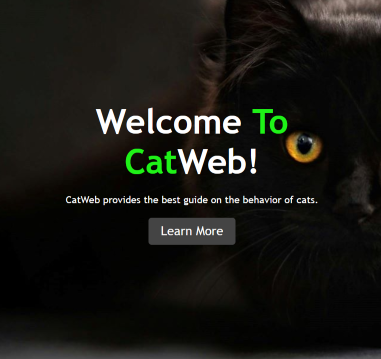 Welcome To
CatWeb!
CatWeb provides the best guide on the behavior of cats.
Learn More